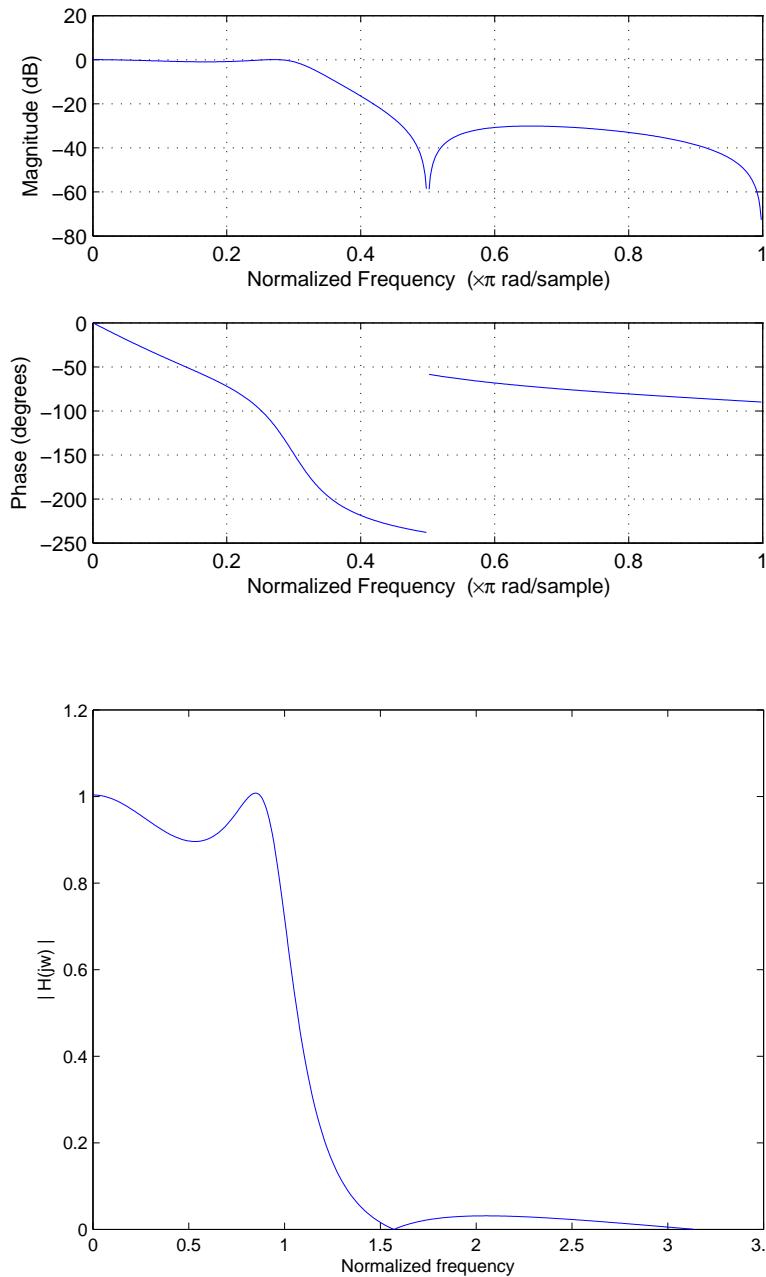 20
0
−20
−40
−60
−80
Magnitude (dB)
0 0.2 0.4 0.6 0.8 1
Normalized Frequency (×π rad/sample)
0
−50
−100
−150
−200
−250
Phase (degrees)
0 0.2 0.4 0.6 0.8 1
Normalized Frequency (×π rad/sample)
1.2
1
0.8
0.6
0.4
0.2
0
| H(jw) |
0 0.5 1 1.5 2 2.5 3 3.
Normalized frequency